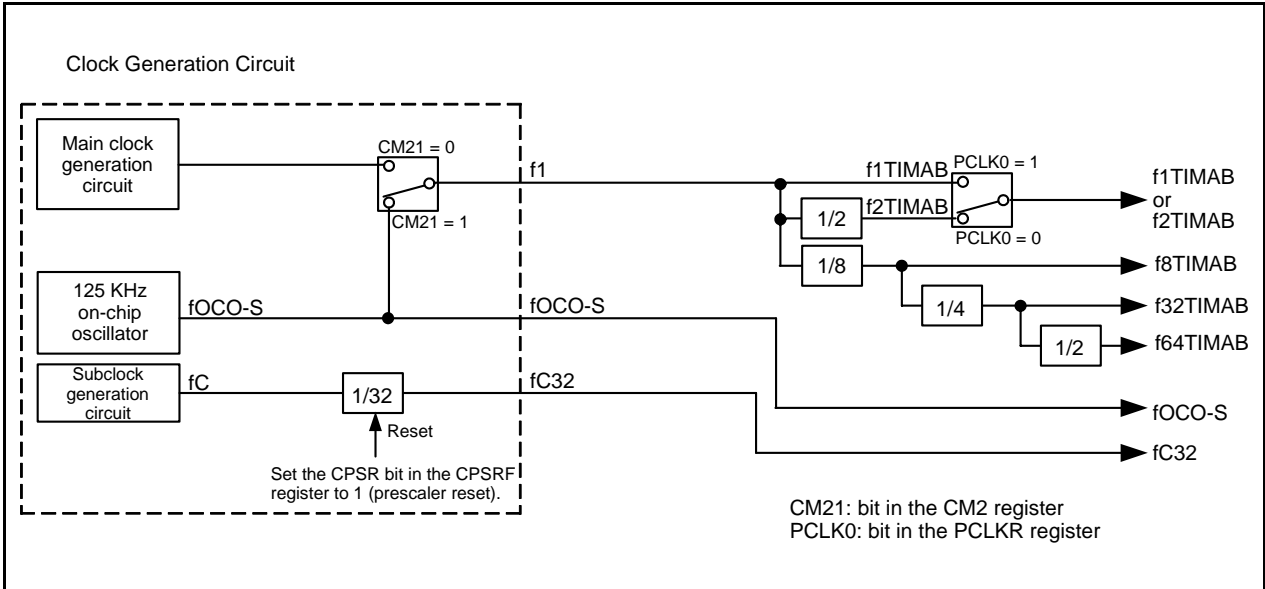 Clock Generation Circuit
Main clock
generation
circuit
CM21 = 0
CM21 = 1
f1
f1TIMAB
PCLK0 = 1
f2TIMAB
PCLK0 = 0
1/2
f1TIMAB
or
f2TIMAB
1/8
f8TIMAB
1/4
f32TIMAB
1/2
f64TIMAB
125 KHz
on-chip
oscillator
fOCO-S
fOCO-S
fOCO-S
Subclock
generation
circuit
fC
1/32
fC32
fC32
Reset
Set the CPSR bit in the CPSRF
register to 1 (prescaler reset).
CM21: bit in the CM2 register
PCLK0: bit in the PCLKR register